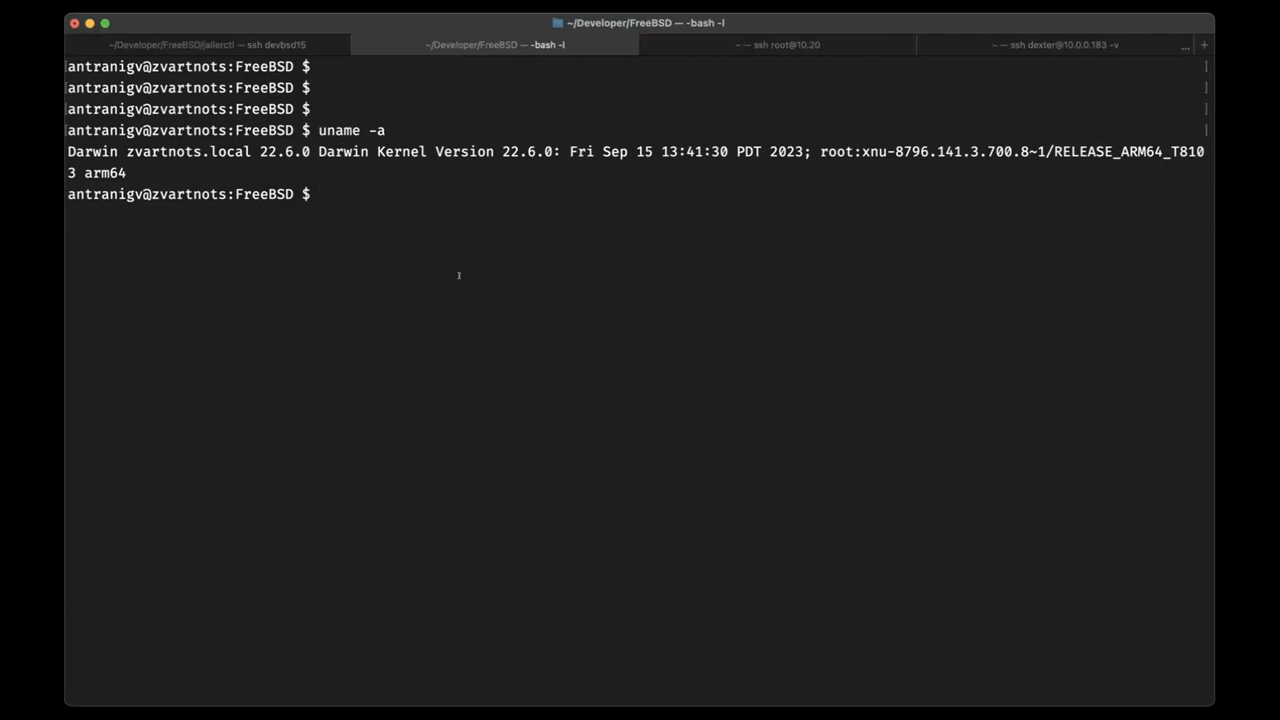 ~/Developer/FreeBSD — -bash -l
~/Developer/FreeBSD/jailerctl — ssh devbsd15
~/Developer/FreeBSD — -bash -l
~ — ssh root@10.20
~ — ssh dexter@10.0.0.183 -v
... +
[antranigv@zvartnots:FreeBSD $ ]
[antranigv@zvartnots:FreeBSD $ ]
[antranigv@zvartnots:FreeBSD $ ]
[antranigv@zvartnots:FreeBSD $ uname -a ]
Darwin zvartnots.local 22.6.0 Darwin Kernel Version 22.6.0: Fri Sep 15 13:41:30 PDT 2023; root:xnu-8796.141.3.700.8~1/RELEASE_ARM64_T810
3 arm64
antranigv@zvartnots:FreeBSD $